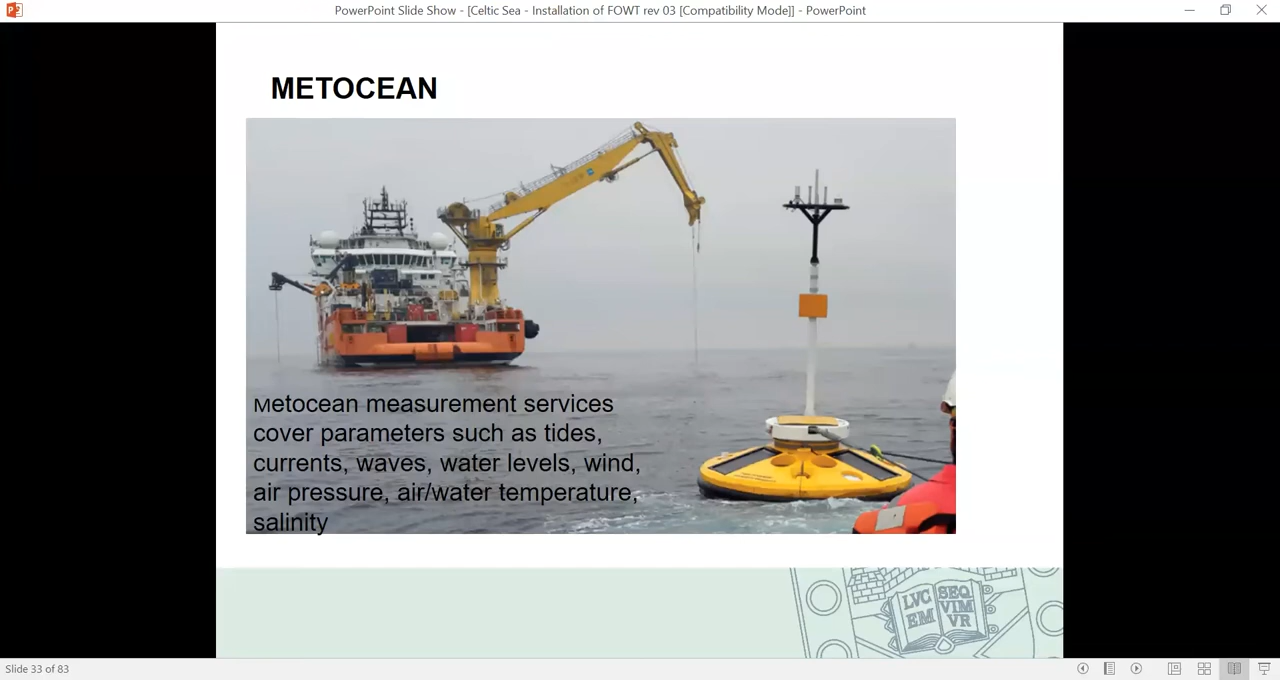 PowerPoint Slide Show - [Celtic Sea - Installation of FOWT rev 03 [Compatibility Mode]] - PowerPoint
METOCEAN
Metocean measurement services
cover parameters such as tides,
currents, waves, water levels, wind,
air pressure, air/water temperature,
salinity
LVC
EM
SEQ
VIM
VR
Slide 33 of 83